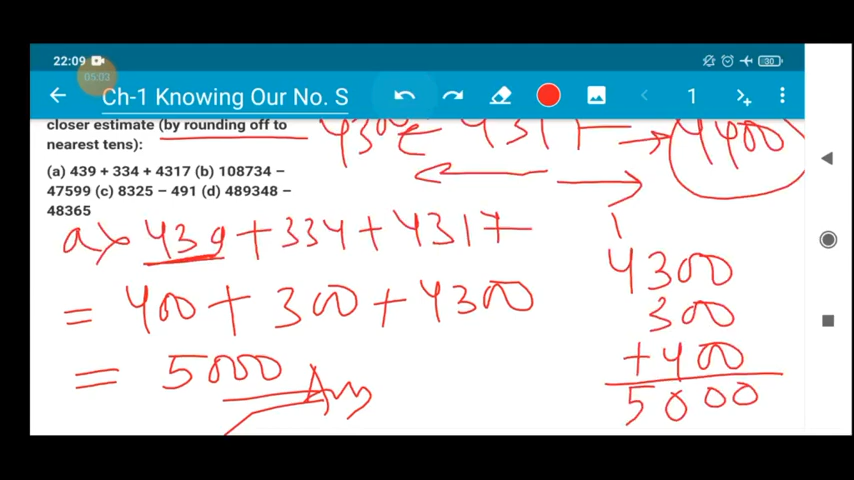 22:09
30
05:03
Ch-1 Knowing Our No. S
1
closer estimate (by rounding off to
nearest tens):
4300 ← 4317 → 4400
(a) 439 + 334 + 4317 (b) 108734 –
47599 (c) 8325 – 491 (d) 489348 –
48365
a> 439 + 334 + 4317
= 400 + 300 + 4300
= 5000 Ans
1
4300
300
+400
5000